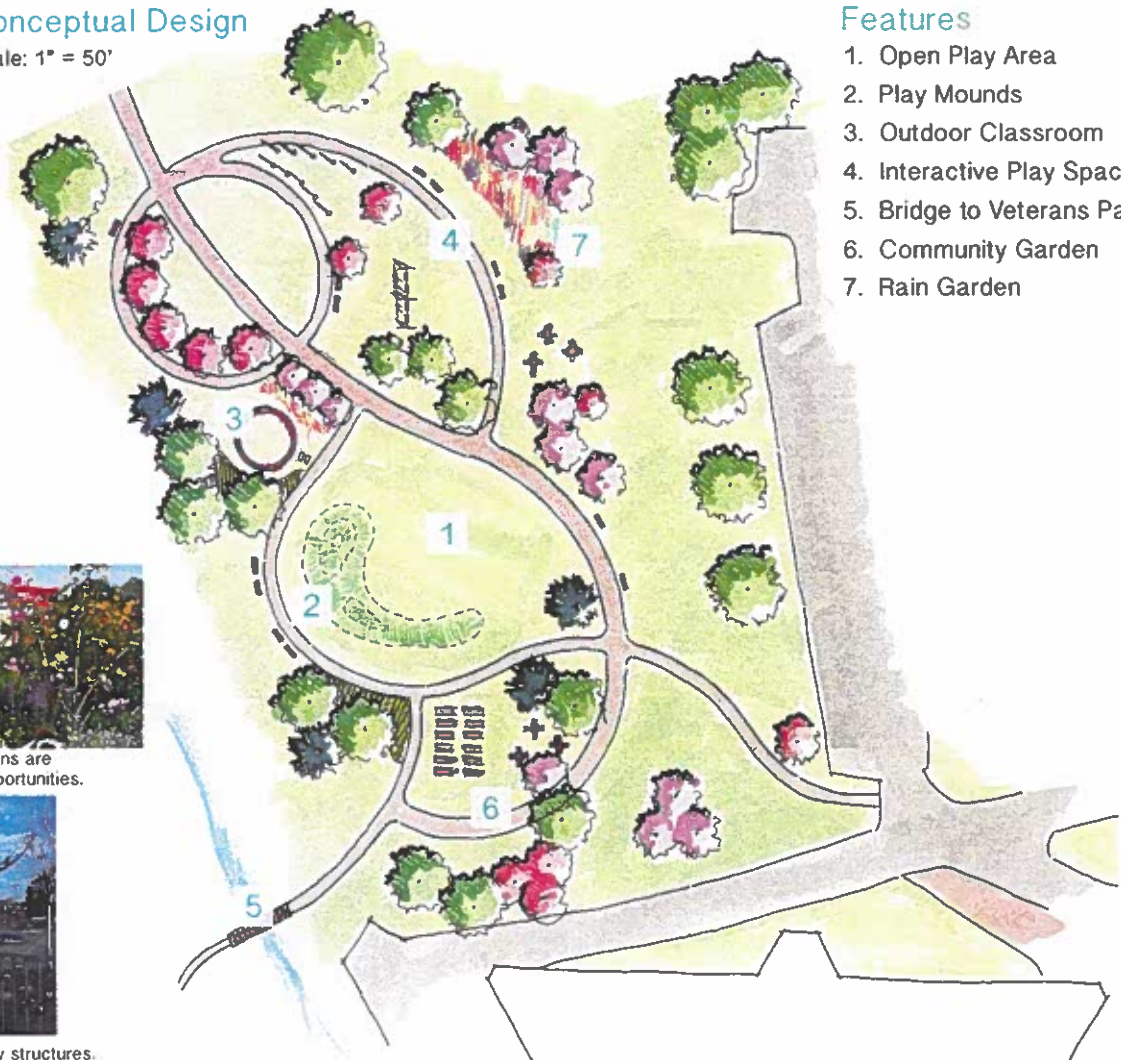 onceptual Design
ale: 1" = 50'
Features
1. Open Play Area
2. Play Mounds
3. Outdoor Classroom
4. Interactive Play Spac
5. Bridge to Veterans Pa
6. Community Garden
7. Rain Garden
4
7
3
1
2
ns are
portunities.
6
5
y structures.